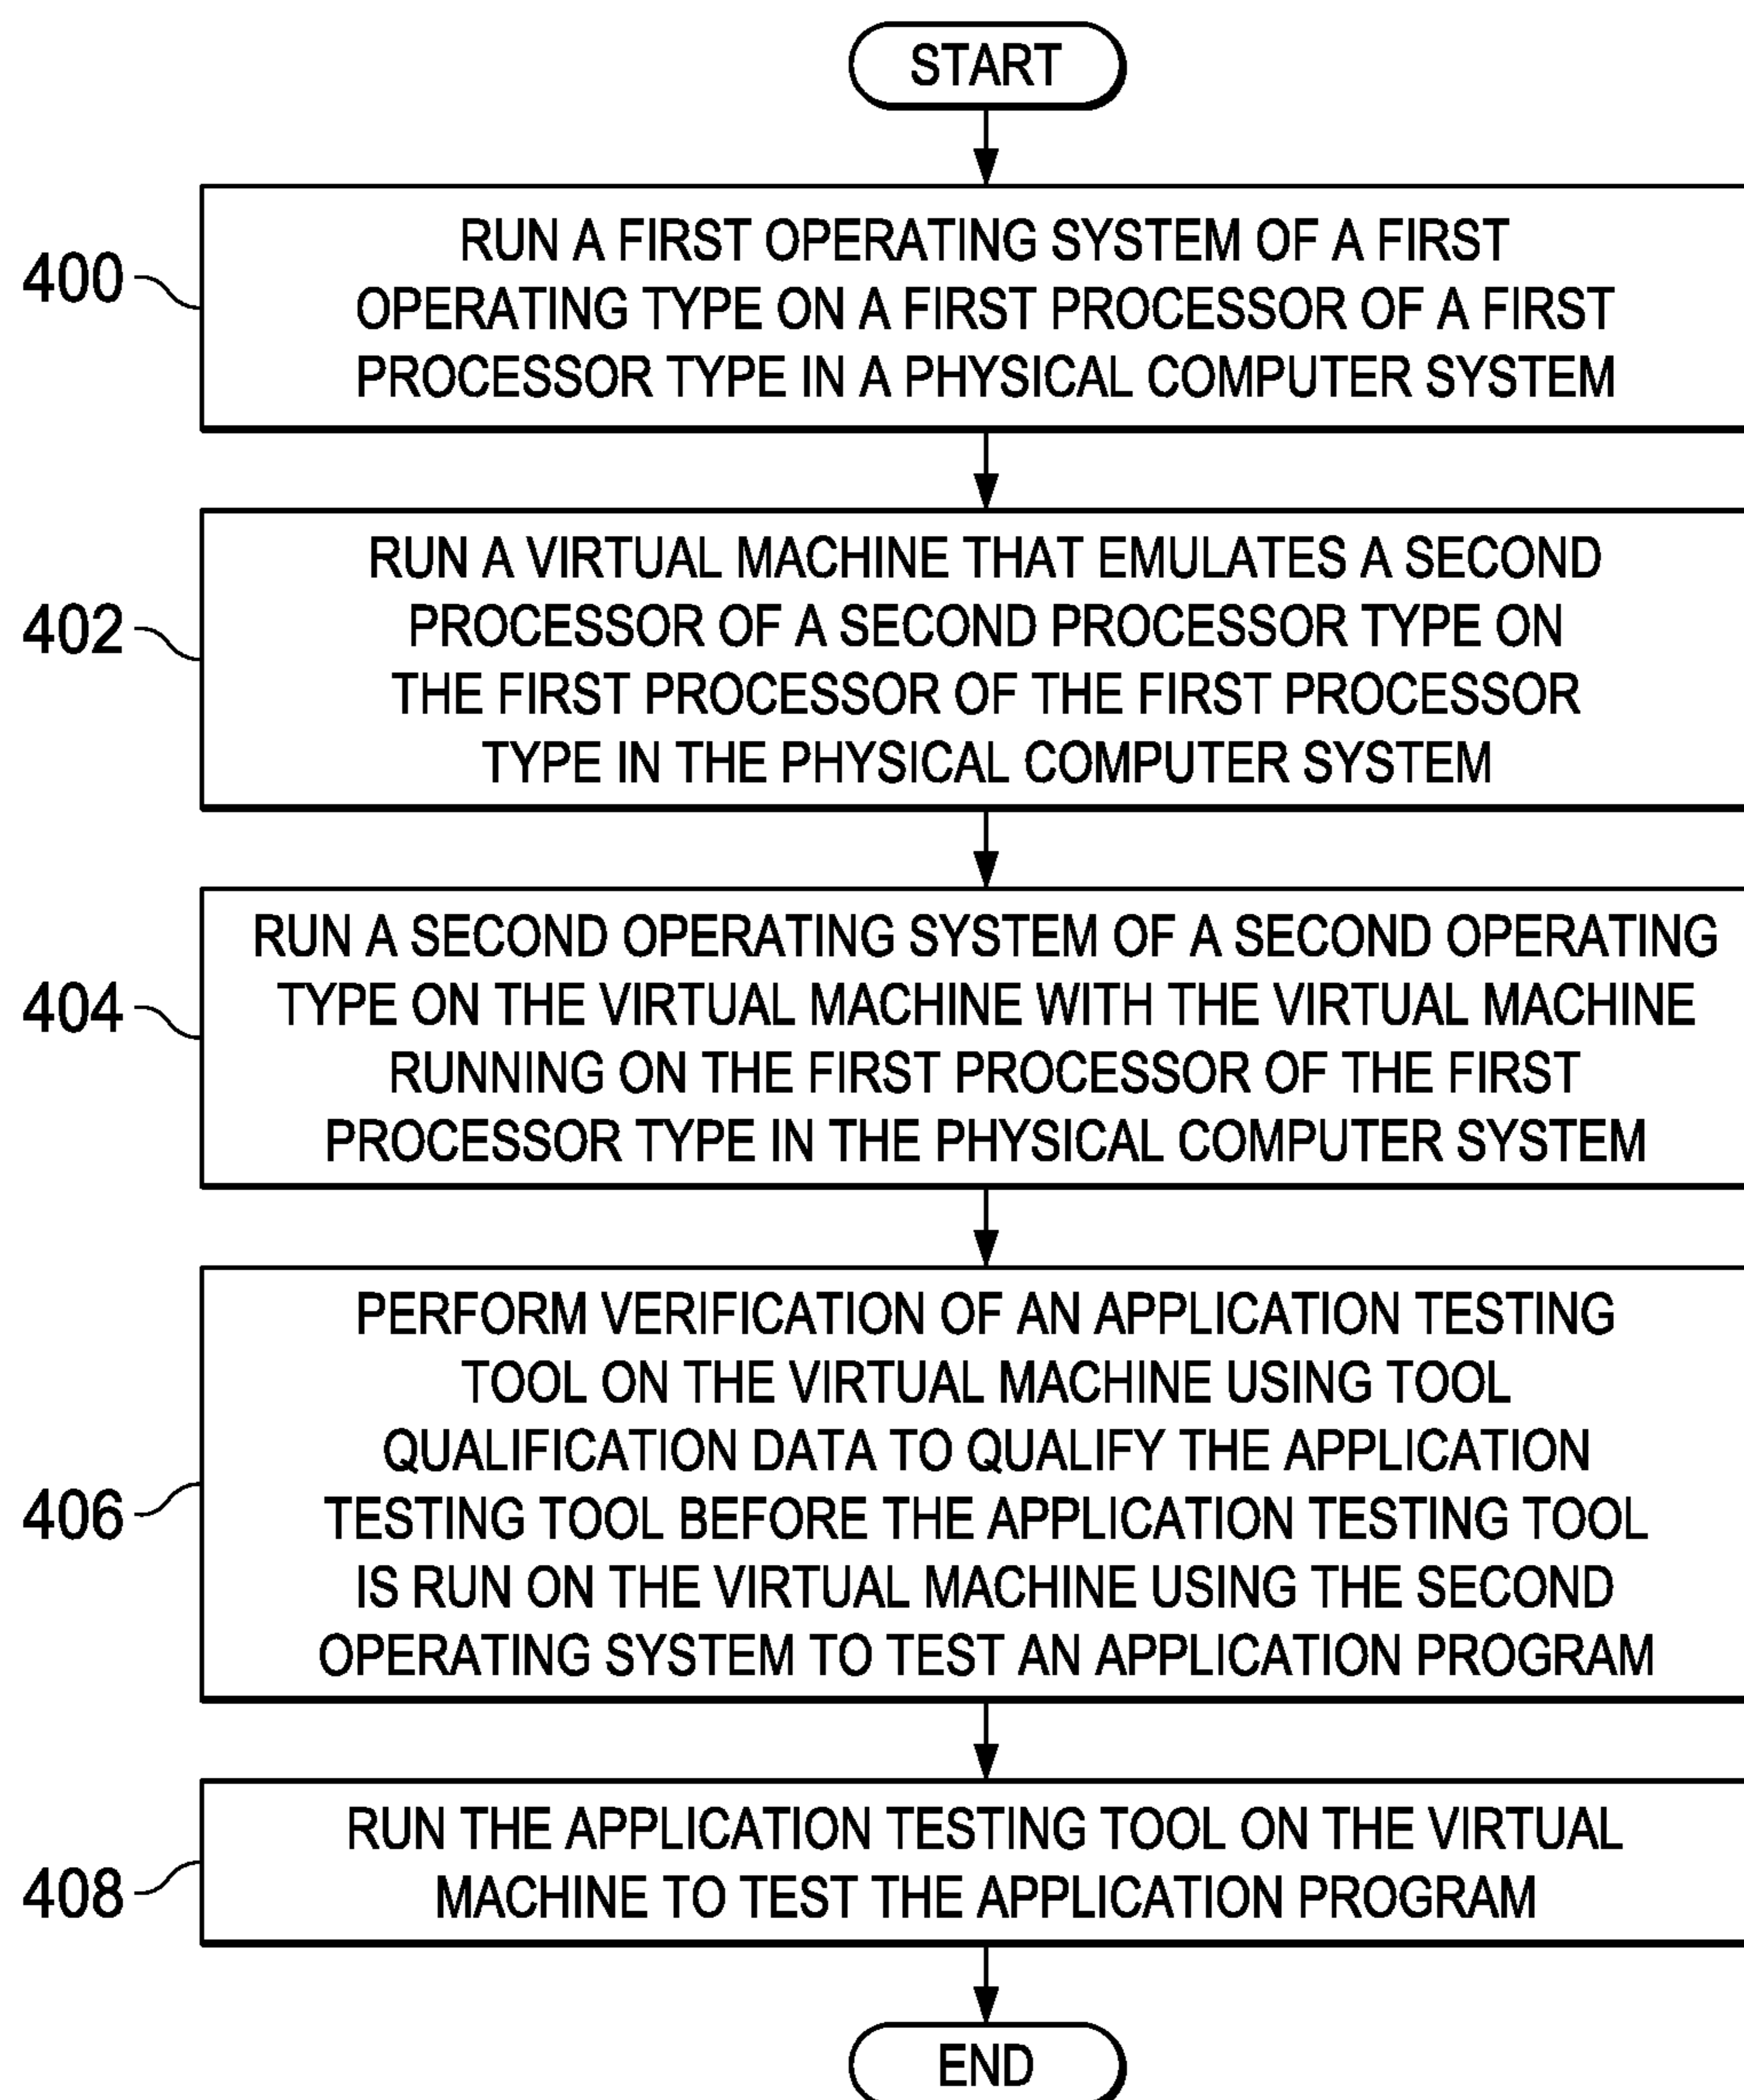 START
400
RUN A FIRST OPERATING SYSTEM OF A FIRST
OPERATING TYPE ON A FIRST PROCESSOR OF A FIRST
PROCESSOR TYPE IN A PHYSICAL COMPUTER SYSTEM
402
RUN A VIRTUAL MACHINE THAT EMULATES A SECOND
PROCESSOR OF A SECOND PROCESSOR TYPE ON
THE FIRST PROCESSOR OF THE FIRST PROCESSOR
TYPE IN THE PHYSICAL COMPUTER SYSTEM
404
RUN A SECOND OPERATING SYSTEM OF A SECOND OPERATING
TYPE ON THE VIRTUAL MACHINE WITH THE VIRTUAL MACHINE
RUNNING ON THE FIRST PROCESSOR OF THE FIRST
PROCESSOR TYPE IN THE PHYSICAL COMPUTER SYSTEM
406
PERFORM VERIFICATION OF AN APPLICATION TESTING
TOOL ON THE VIRTUAL MACHINE USING TOOL
QUALIFICATION DATA TO QUALIFY THE APPLICATION
TESTING TOOL BEFORE THE APPLICATION TESTING TOOL
IS RUN ON THE VIRTUAL MACHINE USING THE SECOND
OPERATING SYSTEM TO TEST AN APPLICATION PROGRAM
408
RUN THE APPLICATION TESTING TOOL ON THE VIRTUAL
MACHINE TO TEST THE APPLICATION PROGRAM
END